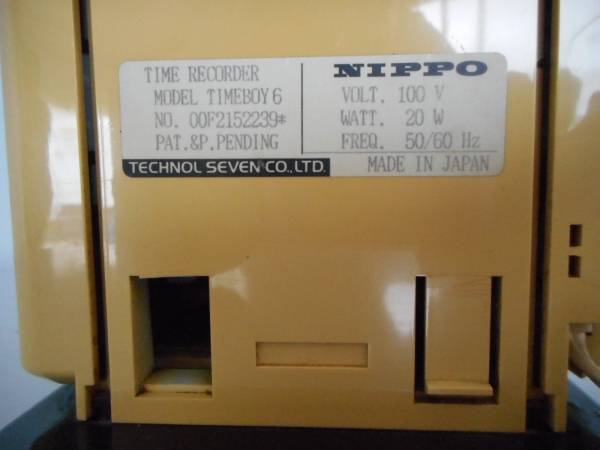 TIME RECORDER
MODEL TIMEBOY 6
NO. 00F2152239*
PAT.&P.PENDING
TECHNOL SEVEN CO.,LTD.
NIPPO
VOLT. 100 V
WATT. 20 W
FREQ. 50/60 Hz
MADE IN JAPAN